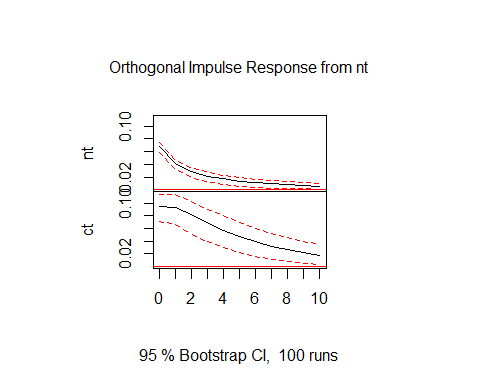 Orthogonal Impulse Response from nt
nt
0.10
0.02
ct
0.10
0.02
0 2 4 6 8 10
95 % Bootstrap CI, 100 runs